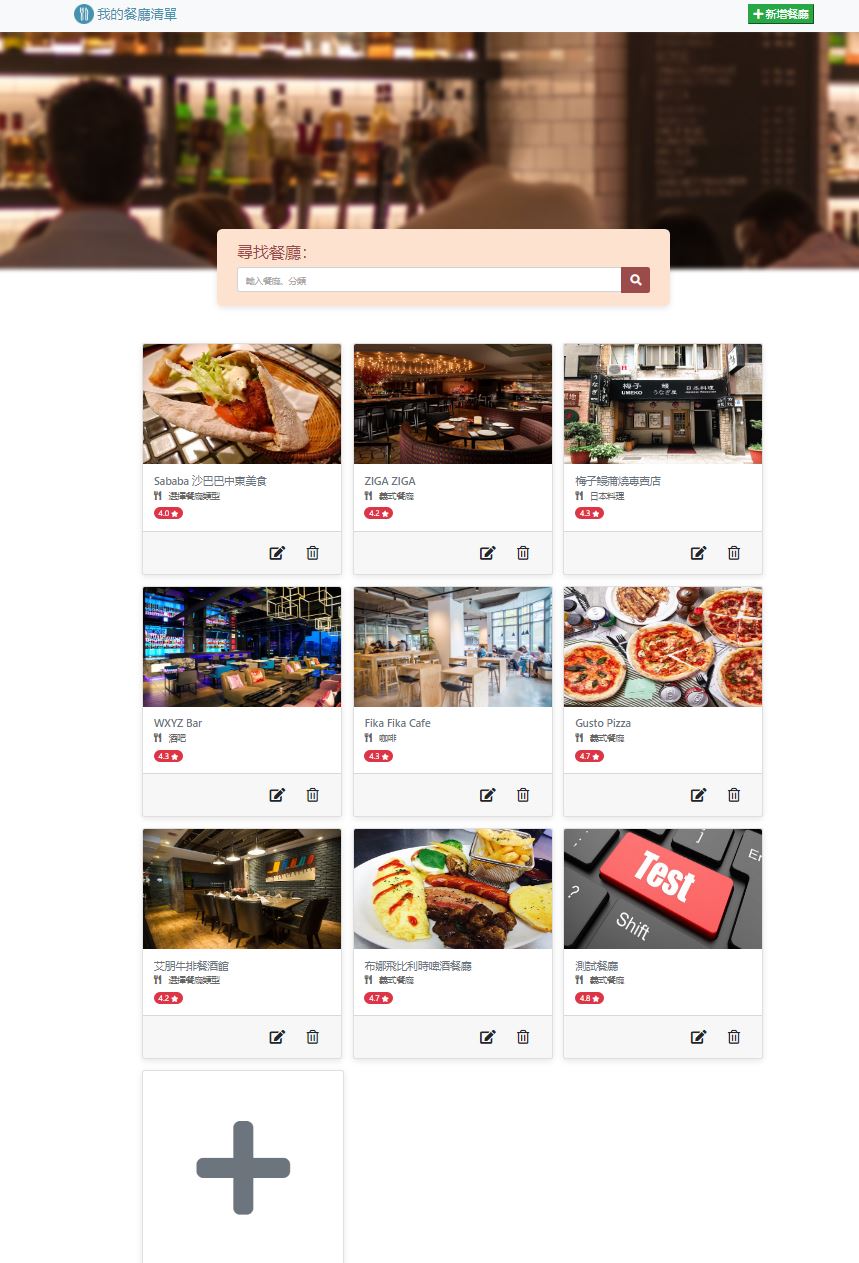 我的餐廳清單
新增餐廳
尋找餐廳：
輸入餐廳、分類
梅子 鰻 日本料理
UMEKO うなぎ屋
Sababa 沙巴巴中東美食
選擇餐廳類型
4.0
ZIGA ZIGA
義式餐廳
4.2
梅子鰻蒲燒專賣店
日本料理
4.3
WXYZ Bar
酒吧
4.3
Fika Fika Cafe
咖啡
4.3
Gusto Pizza
義式餐廳
4.7
Test
Shift
?
]
艾朋牛排餐酒館
選擇餐廳類型
4.2
布娜飛比利時啤酒餐廳
義式餐廳
4.7
測試餐廳
義式餐廳
4.8